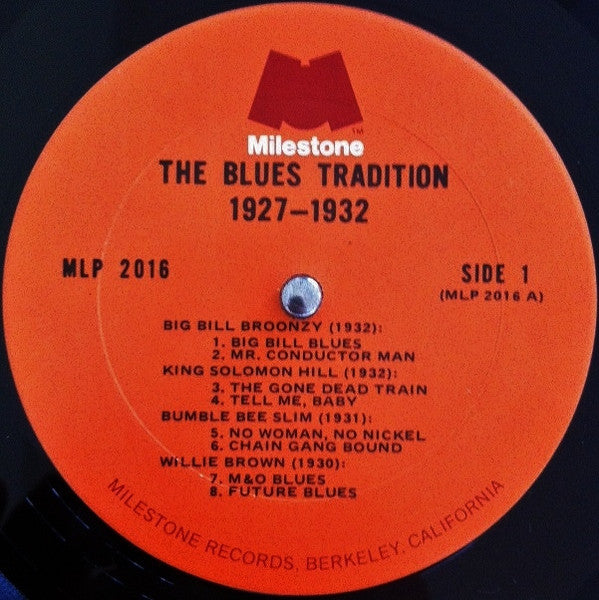 TM
Milestone
THE BLUES TRADITION
1927—1932
MLP 2016
SIDE 1
(MLP 2016 A)
BIG BILL BROONZY (1932):
1. BIG BILL BLUES
2. MR. CONDUCTOR MAN
KING SOLOMON HILL (1932):
3. THE GONE DEAD TRAIN
4. TELL ME, BABY
BUMBLE BEE SLIM (1931):
5. NO WOMAN, NO NICKEL
6. CHAIN GANG BOUND
WILLIE BROWN (1930):
7. M&O BLUES
8. FUTURE BLUES
MILESTONE RECORDS, BERKELEY, CALIFORNIA